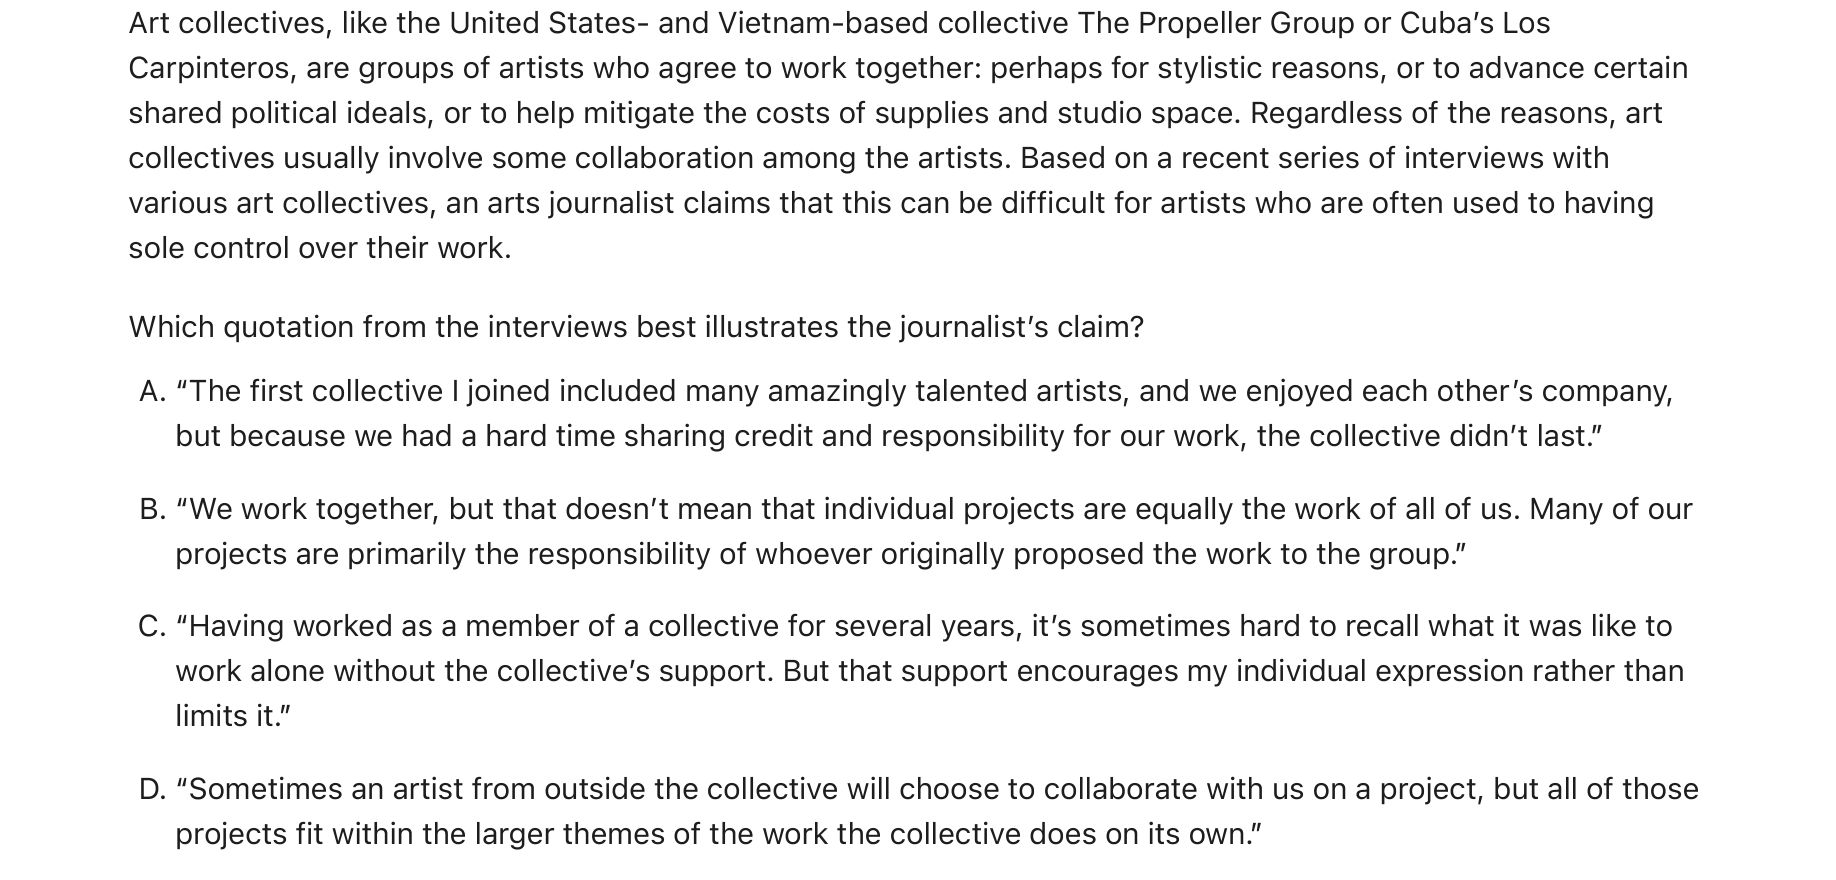 Art collectives, like the United States- and Vietnam-based collective The Propeller Group or Cuba’s Los
Carpinteros, are groups of artists who agree to work together: perhaps for stylistic reasons, or to advance certain
shared political ideals, or to help mitigate the costs of supplies and studio space. Regardless of the reasons, art
collectives usually involve some collaboration among the artists. Based on a recent series of interviews with
various art collectives, an arts journalist claims that this can be difficult for artists who are often used to having
sole control over their work.
Which quotation from the interviews best illustrates the journalist’s claim?
A. “The first collective I joined included many amazingly talented artists, and we enjoyed each other’s company,
but because we had a hard time sharing credit and responsibility for our work, the collective didn’t last.”
B. “We work together, but that doesn’t mean that individual projects are equally the work of all of us. Many of our
projects are primarily the responsibility of whoever originally proposed the work to the group.”
C. “Having worked as a member of a collective for several years, it’s sometimes hard to recall what it was like to
work alone without the collective’s support. But that support encourages my individual expression rather than
limits it.”
D. “Sometimes an artist from outside the collective will choose to collaborate with us on a project, but all of those
projects fit within the larger themes of the work the collective does on its own.”